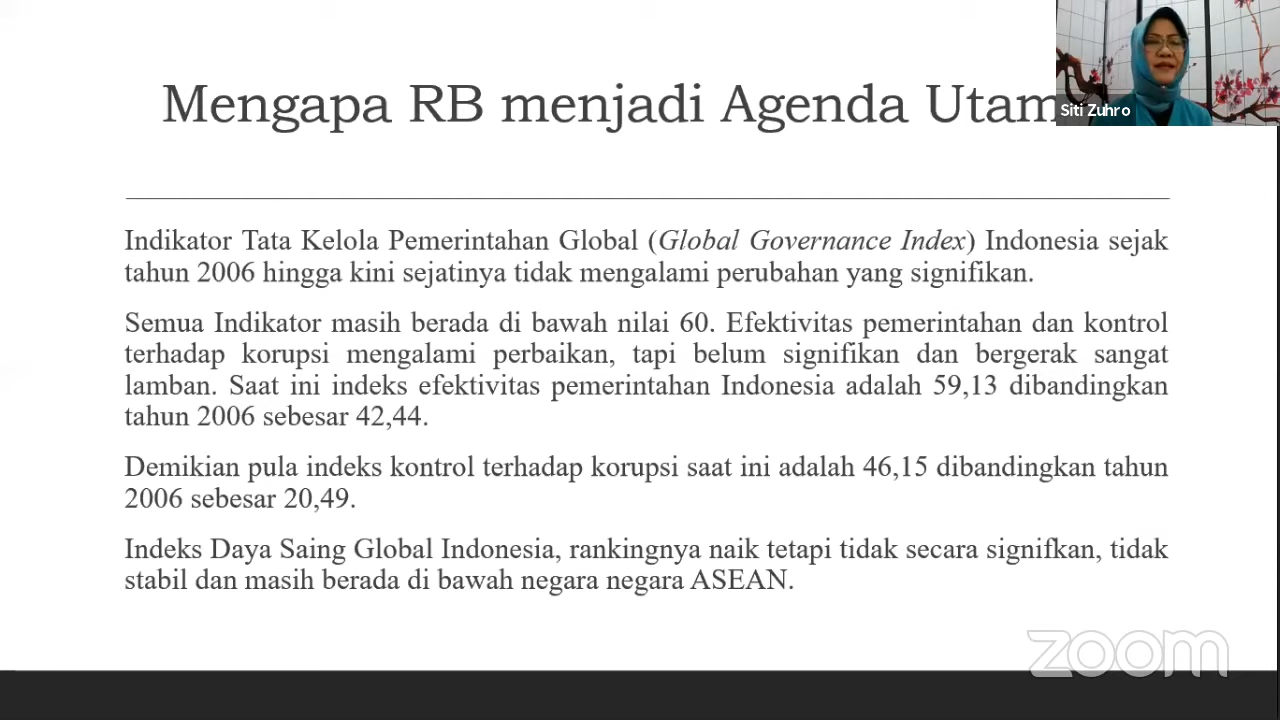 Mengapa RB menjadi Agenda Utam
Siti Zuhro
Indikator Tata Kelola Pemerintahan Global (Global Governance Index) Indonesia sejak
tahun 2006 hingga kini sejatinya tidak mengalami perubahan yang signifikan.
Semua Indikator masih berada di bawah nilai 60. Efektivitas pemerintahan dan kontrol
terhadap korupsi mengalami perbaikan, tapi belum signifikan dan bergerak sangat
lamban. Saat ini indeks efektivitas pemerintahan Indonesia adalah 59,13 dibandingkan
tahun 2006 sebesar 42,44.
Demikian pula indeks kontrol terhadap korupsi saat ini adalah 46,15 dibandingkan tahun
2006 sebesar 20,49.
Indeks Daya Saing Global Indonesia, rankingnya naik tetapi tidak secara signifkan, tidak
stabil dan masih berada di bawah negara negara ASEAN.
zoom